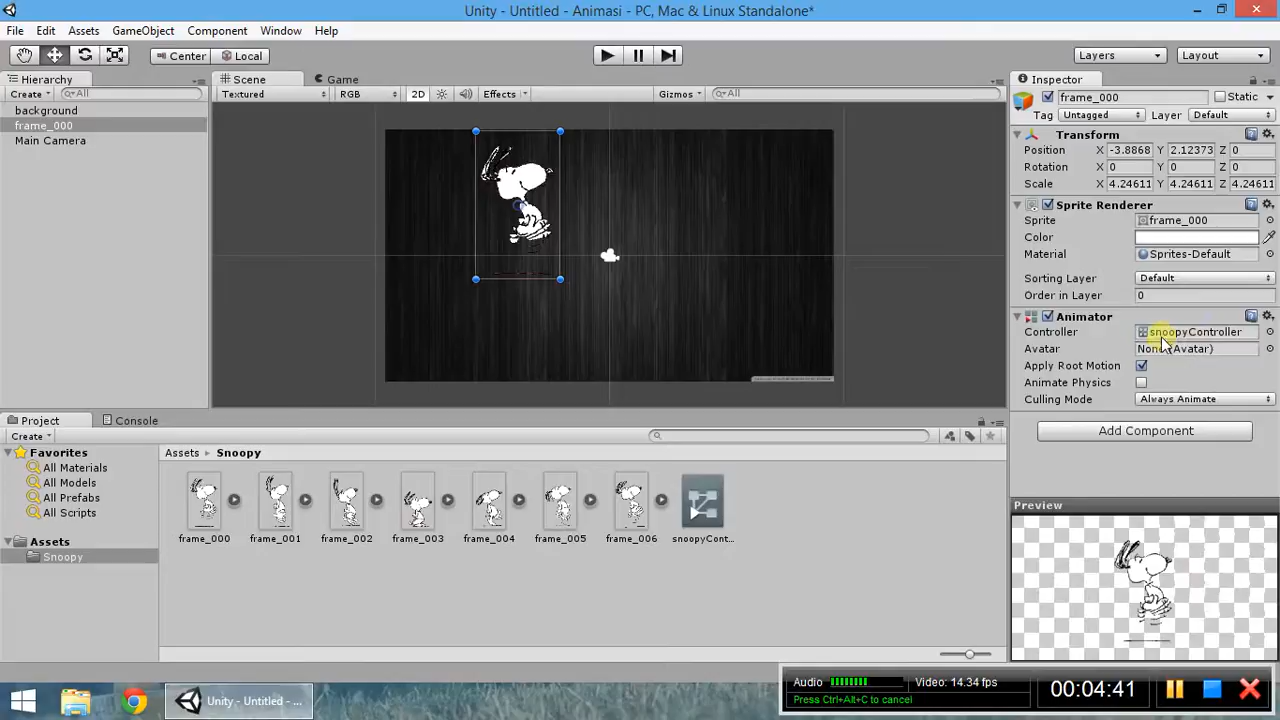 Unity - Untitled - Animasi - PC, Mac & Linux Standalone*
File Edit Assets GameObject Component Window Help
Center Local Layers Layout
Hierarchy
Create All
background
frame_000
Main Camera
Scene Game
Textured RGB 2D Effects Gizmos All
Inspector
frame_000 Static
Tag Untagged Layer Default
Transform
Position X -3.8868 Y 2.12373 Z 0
Rotation X 0 Y 0 Z 0
Scale X 4.24611 Y 4.24611 Z 4.24611
Sprite Renderer
Sprite frame_000
Color
Material Sprites-Default
Sorting Layer Default
Order in Layer 0
Animator
Controller snoopyController
Avatar None (Avatar)
Apply Root Motion
Animate Physics
Culling Mode Always Animate
Add Component
Preview
Project Console
Create
Favorites
All Materials
All Models
All Prefabs
All Scripts
Assets
Snoopy
Assets Snoopy
frame_000 frame_001 frame_002 frame_003 frame_004 frame_005 frame_006 snoopyCont...
Unity - Untitled - ...
Audio Video: 14.34 fps
Press Ctrl+Alt+C to cancel
00:04:41